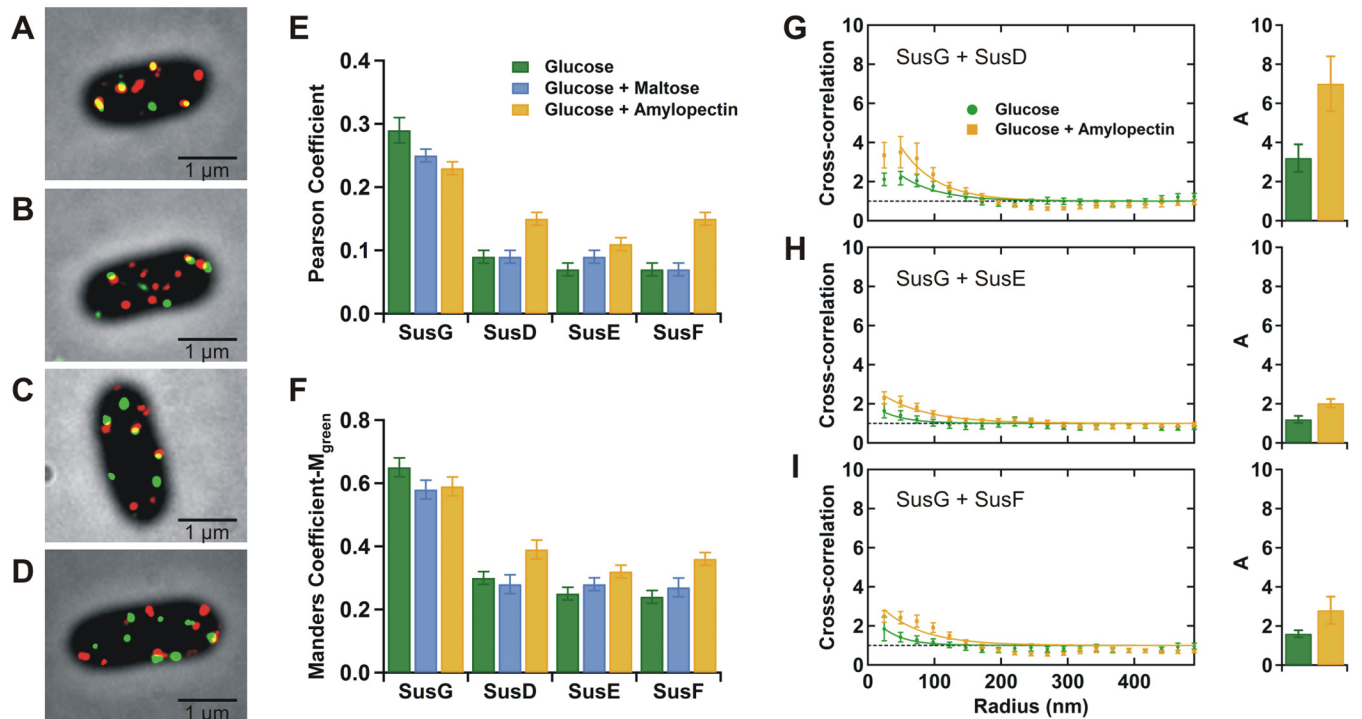 A
1 µm
B
1 µm
C
1 µm
D
1 µm
E
Pearson Coefficient
0.4
0.3
0.2
0.1
0.0
Glucose
Glucose + Maltose
Glucose + Amylopectin
SusG SusD SusE SusF
F
Manders Coefficient-Mgreen
0.8
0.6
0.4
0.2
0.0
SusG SusD SusE SusF
G
Cross-correlation
10
8
6
4
2
0
SusG + SusD
Glucose
Glucose + Amylopectin
A
10
8
6
4
2
0
H
Cross-correlation
10
8
6
4
2
0
SusG + SusE
A
10
8
6
4
2
0
I
Cross-correlation
10
8
6
4
2
0
SusG + SusF
0 100 200 300 400
Radius (nm)
A
10
8
6
4
2
0